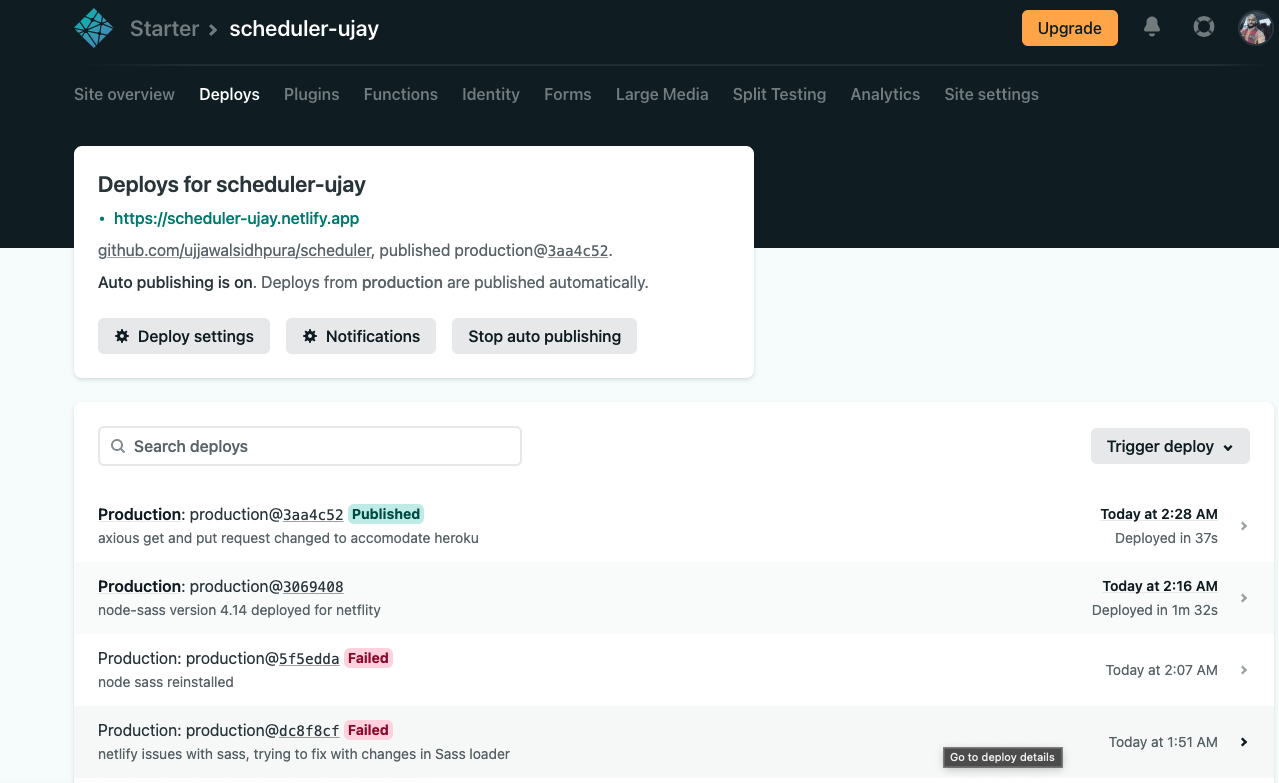 Starter > scheduler-ujay
Upgrade
Site overview Deploys Plugins Functions Identity Forms Large Media Split Testing Analytics Site settings
Deploys for scheduler-ujay
• https://scheduler-ujay.netlify.app
github.com/ujjawalsidhpura/scheduler, published production@3aa4c52.
Auto publishing is on. Deploys from production are published automatically.
Deploy settings Notifications Stop auto publishing
Search deploys Trigger deploy
Production: production@3aa4c52 Published Today at 2:28 AM
axious get and put request changed to accomodate heroku Deployed in 37s
Production: production@3069408 Today at 2:16 AM
node-sass version 4.14 deployed for netflity Deployed in 1m 32s
Production: production@5f5edda Failed Today at 2:07 AM
node sass reinstalled
Production: production@dc8f8cf Failed Today at 1:51 AM
netlify issues with sass, trying to fix with changes in Sass loader
Go to deploy details